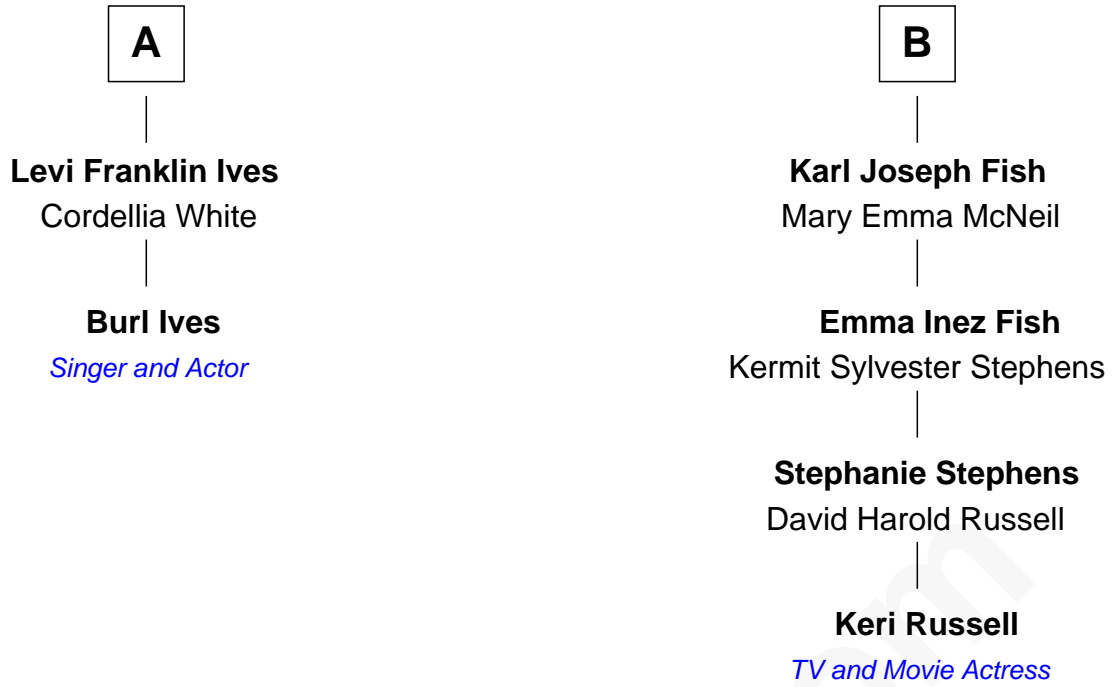 A
Levi Franklin Ives
Cordellia White
Burl Ives
Singer and Actor
B
Karl Joseph Fish
Mary Emma McNeil
Emma Inez Fish
Kermit Sylvester Stephens
Stephanie Stephens
David Harold Russell
Keri Russell
TV and Movie Actress